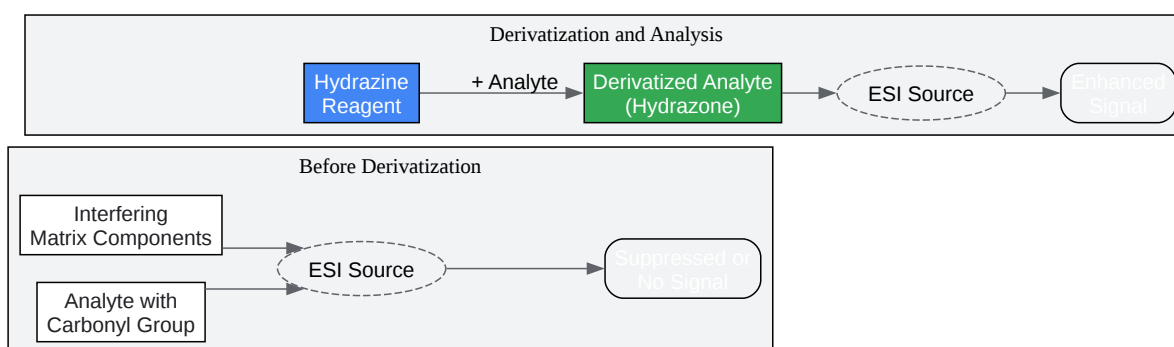 Derivatization and Analysis
Hydrazine
Reagent
+ Analyte
Derivatized Analyte
(Hydrazone)
ESI Source
Enhanced
Signal
Before Derivatization
Interfering
Matrix Components
Analyte with
Carbonyl Group
ESI Source
Suppressed or
No Signal